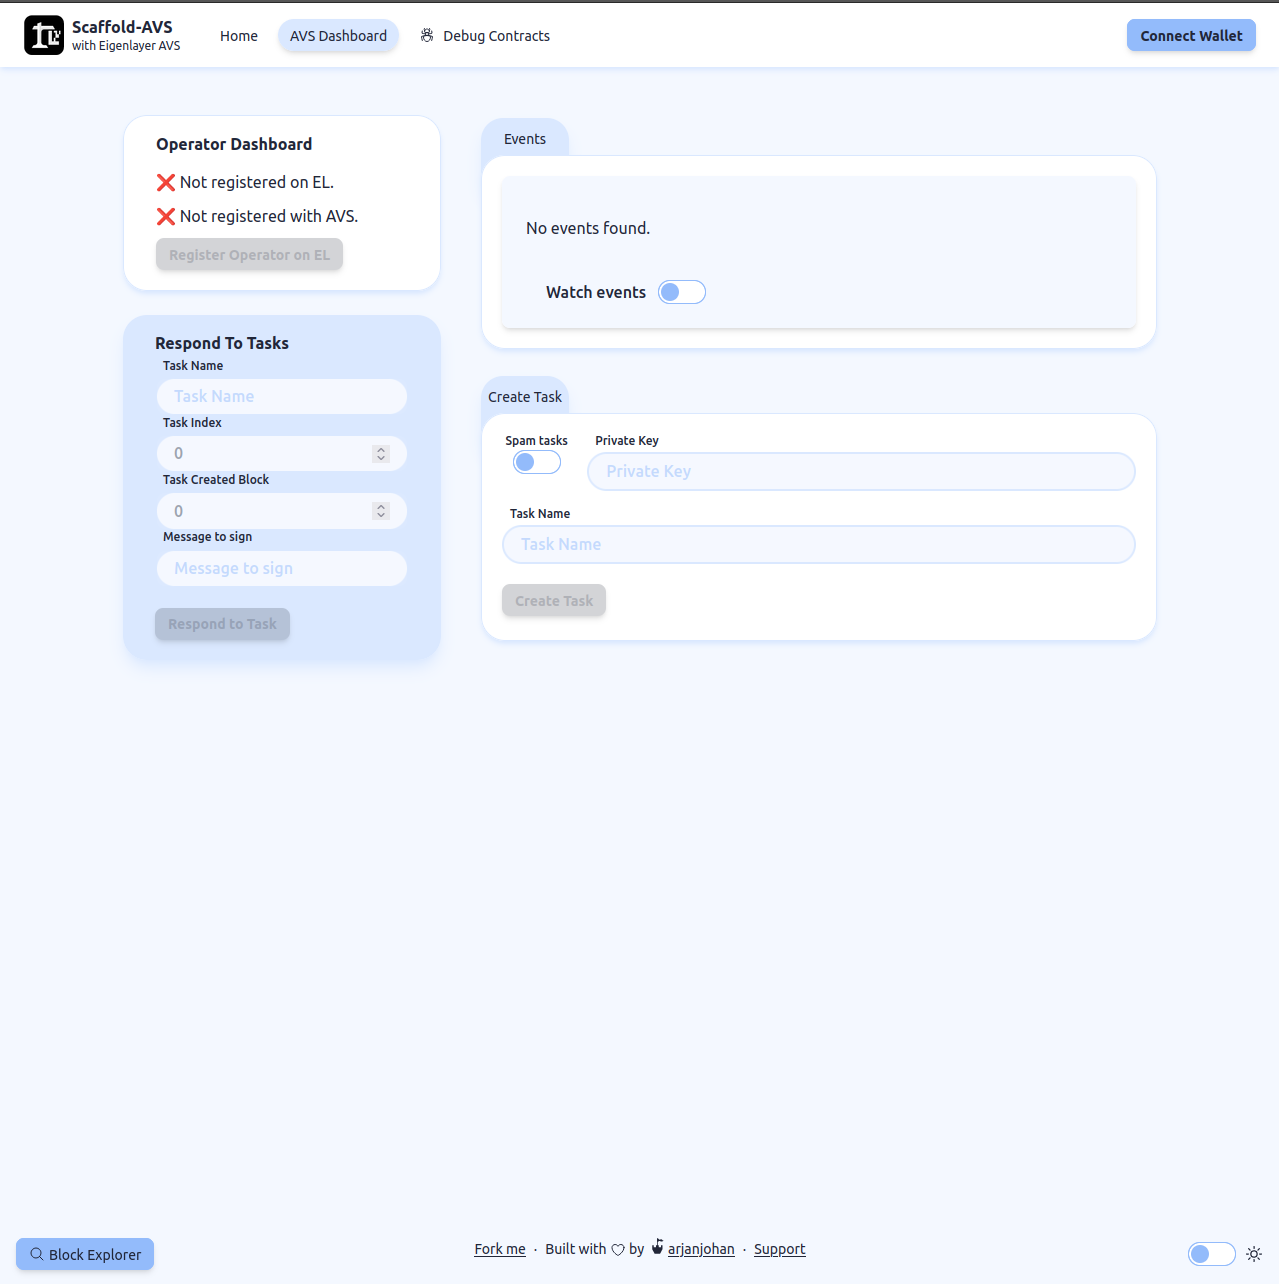 Scaffold-AVS
with Eigenlayer AVS
Home
AVS Dashboard
Debug Contracts
Connect Wallet
Operator Dashboard
❌ Not registered on EL.
❌ Not registered with AVS.
Register Operator on EL
Respond To Tasks
Task Name
Task Name
Task Index
0
Task Created Block
0
Message to sign
Message to sign
Respond to Task
Events
No events found.
Watch events
Create Task
Spam tasks
Private Key
Private Key
Task Name
Task Name
Create Task
Block Explorer
Fork me · Built with ♡ by arjanjohan · Support